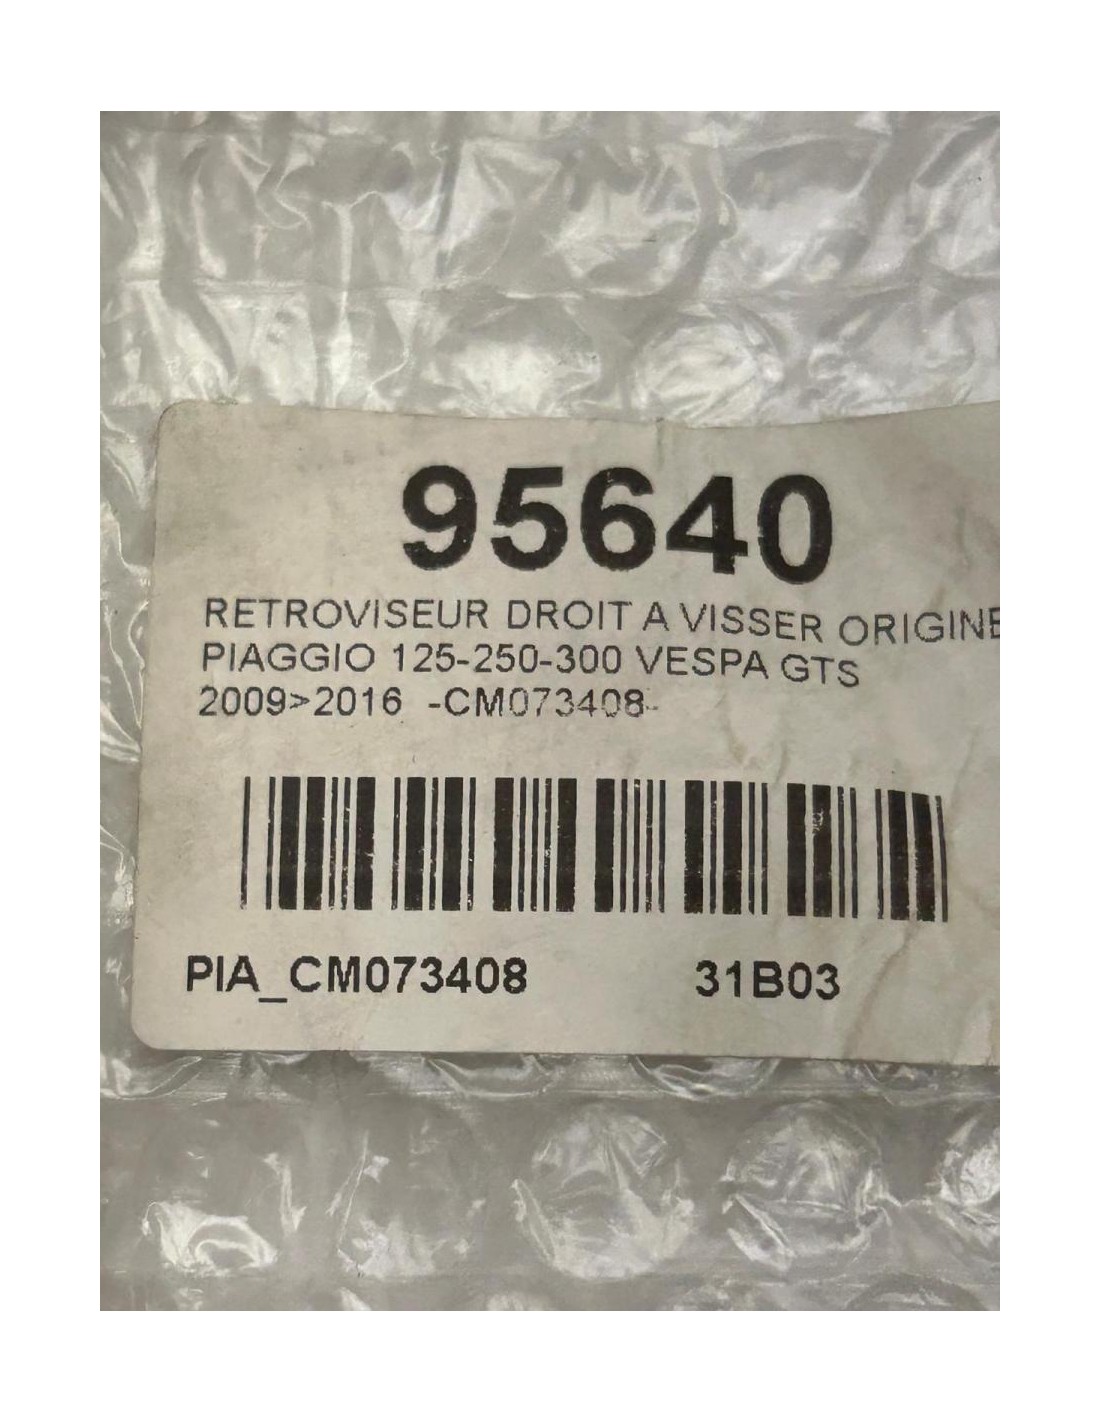 95640
RETROVISEUR DROIT A VISSER ORIGINE
PIAGGIO 125-250-300 VESPA GTS
2009>2016 -CM073408-
PIA_CM073408 31B03